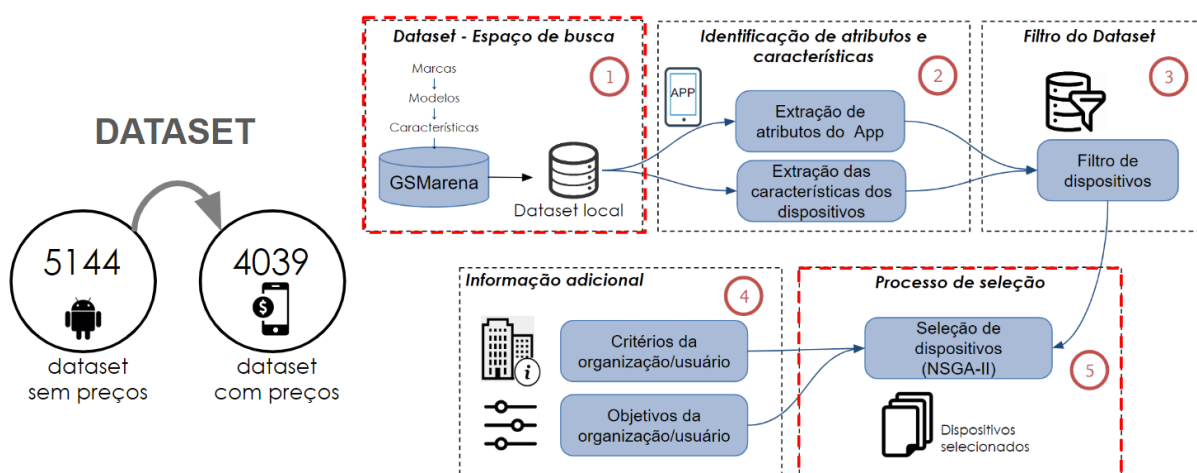 DATASET
5144
dataset
sem preços
4039
$
dataset
com preços
Dataset - Espaço de busca
1
Marcas
Modelos
Características
GSMarena
Dataset local
Identificação de atributos e
características
2
APP
Extração de
atributos do App
Extração das
características dos
dispositivos
Filtro do Dataset
3
Filtro de
dispositivos
Informação adicional
4
i
Critérios da
organização/usuário
Objetivos da
organização/usuário
Processo de seleção
Seleção de
dispositivos
(NSGA-II)
5
Dispositivos
selecionados